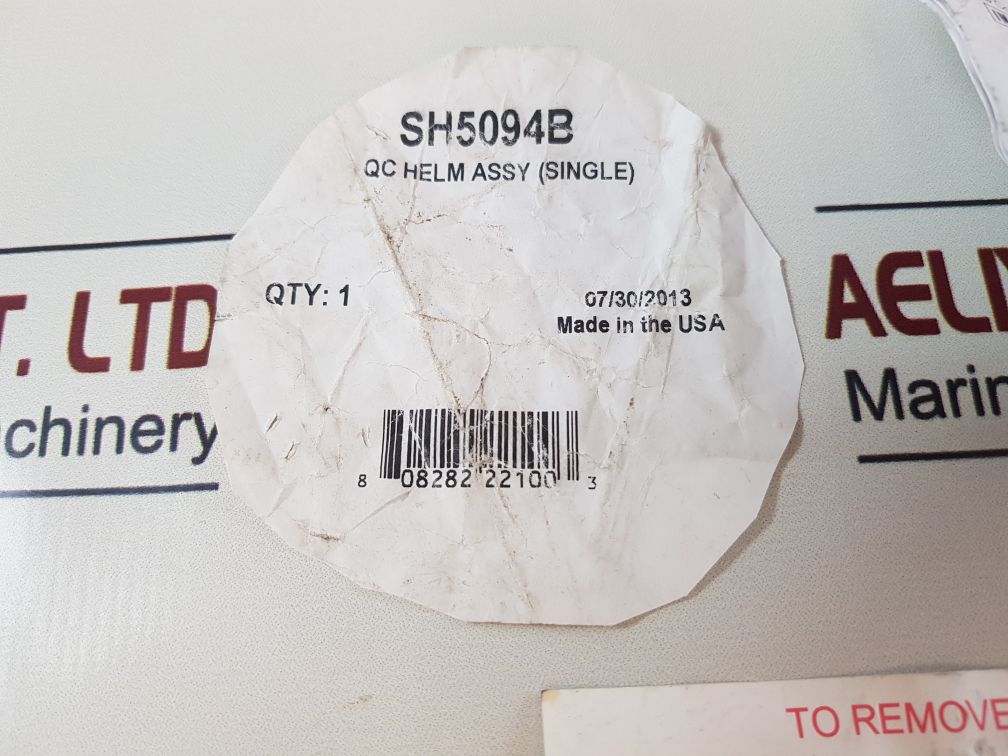 SH5094B
QC HELM ASSY (SINGLE)
QTY: 1
07/30/2013
Made in the USA
8 08282 22100 3
T. LTD
chinery
AELI
Marin
TO REMOVE